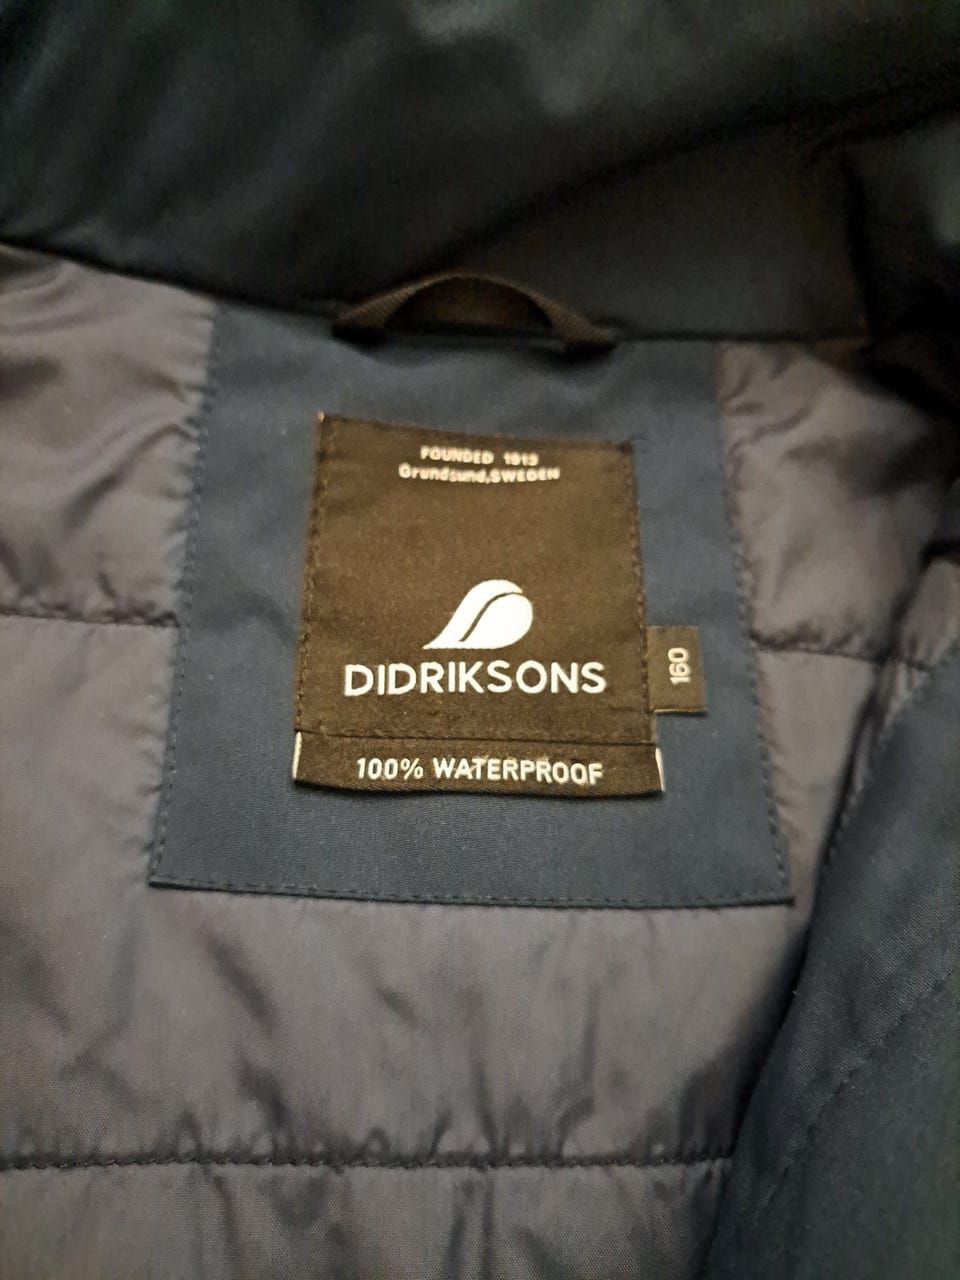 FOUNDED 1913
Grundsund, SWEDEN
DIDRIKSONS
160
100% WATERPROOF